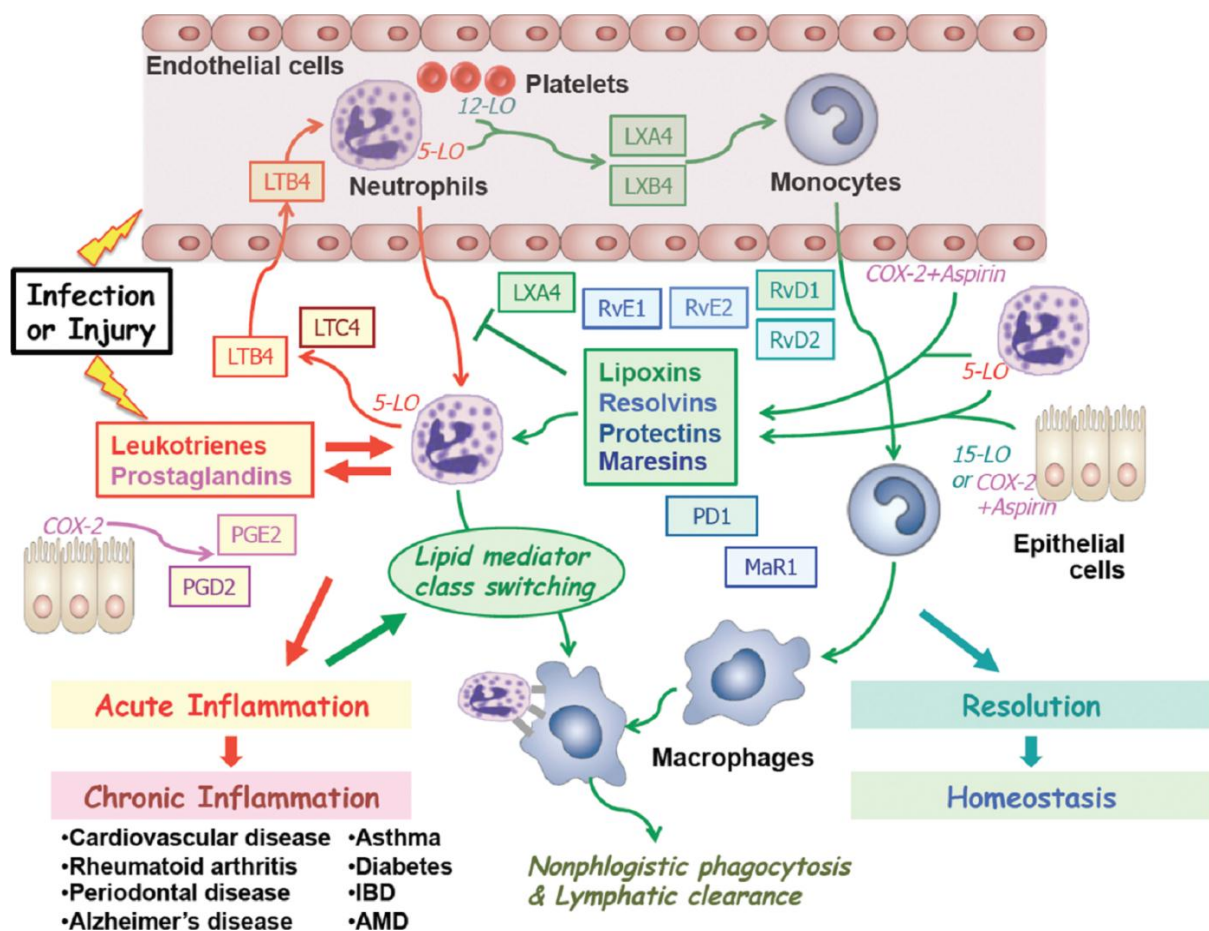 Endothelial cells
Platelets
12-LO
5-LO
Neutrophils
LTB4
LXA4
LXB4
Monocytes
Infection
or Injury
LTB4
LTC4
5-LO
LXA4
RvE1
RvE2
RvD1
RvD2
COX-2+Aspirin
5-LO
Leukotrienes
Prostaglandins
Lipoxins
Resolvins
Protectins
Maresins
15-LO
or COX-2
+Aspirin
Epithelial
cells
COX-2
PGE2
PGD2
PD1
MaR1
Lipid mediator
class switching
Acute Inflammation
Chronic Inflammation
•Cardiovascular disease
•Rheumatoid arthritis
•Periodontal disease
•Alzheimer's disease
•Asthma
•Diabetes
•IBD
•AMD
Macrophages
Nonphlogistic phagocytosis
& Lymphatic clearance
Resolution
Homeostasis